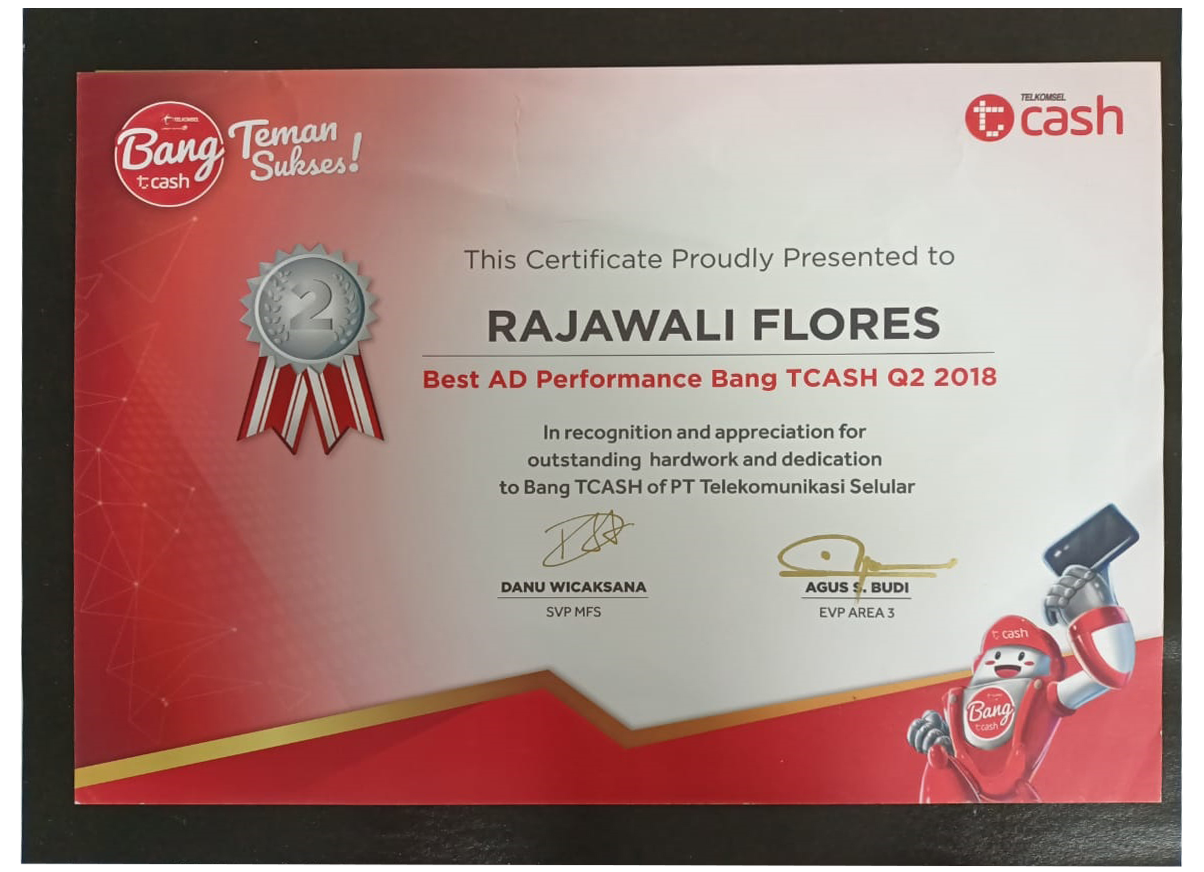 TELKOMSEL
Bang
tcash
Teman
Sukses!
TELKOMSEL
t cash
2
This Certificate Proudly Presented to
RAJAWALI FLORES
Best AD Performance Bang TCASH Q2 2018
In recognition and appreciation for
outstanding hardwork and dedication
to Bang TCASH of PT Telekomunikasi Selular
DANU WICAKSANA
SVP MFS
AGUS S. BUDI
EVP AREA 3
t cash
Bang
tcash